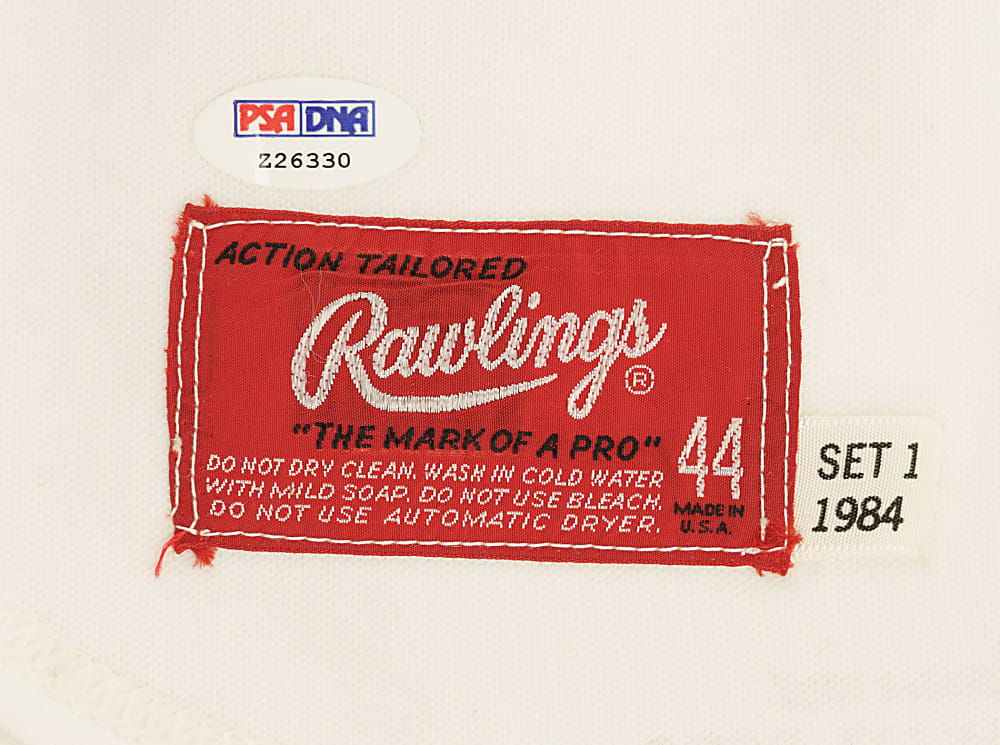 PSA DNA
Z26330
ACTION TAILORED
Rawlings ®
"THE MARK OF A PRO"
DO NOT DRY CLEAN. WASH IN COLD WATER
WITH MILD SOAP. DO NOT USE BLEACH.
DO NOT USE AUTOMATIC DRYER.
44
MADE IN
U.S.A.
SET 1
1984